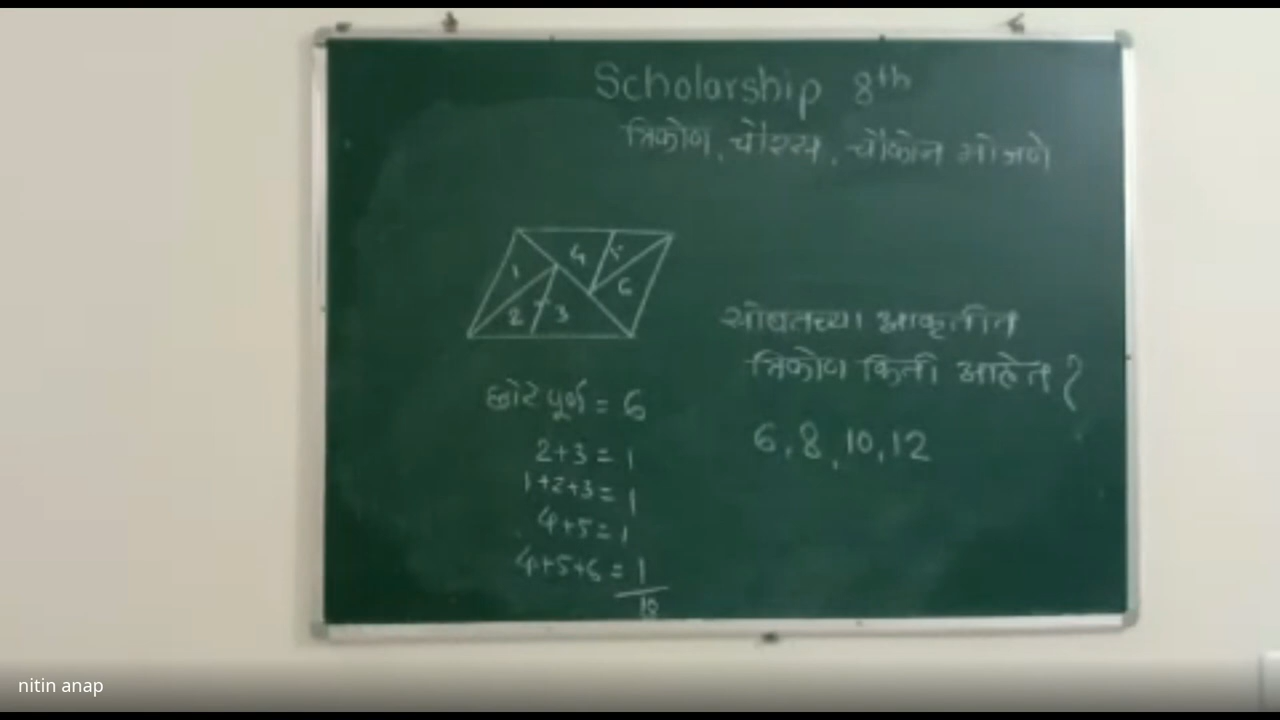 Scholarship 8th
त्रिकोण, चौरस, चौकोन मोजणे
1 4 5
2 3 6
सोबतच्या आकृतीत
त्रिकोण किती आहेत ?
6, 8, 10, 12
छोटे पूर्ण = 6
2+3 = 1
1+2+3 = 1
4+5 = 1
4+5+6 = 1
10
nitin anap